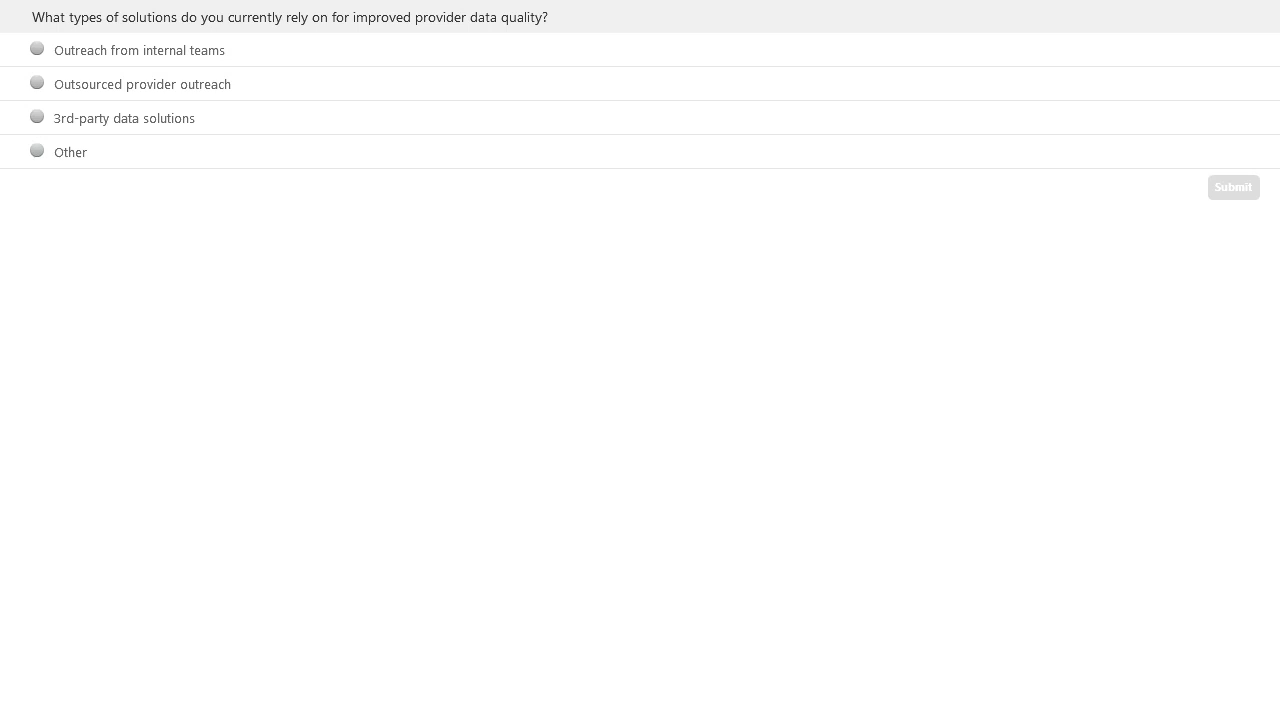 What types of solutions do you currently rely on for improved provider data quality?
Outreach from internal teams
Outsourced provider outreach
3rd-party data solutions
Other
Submit